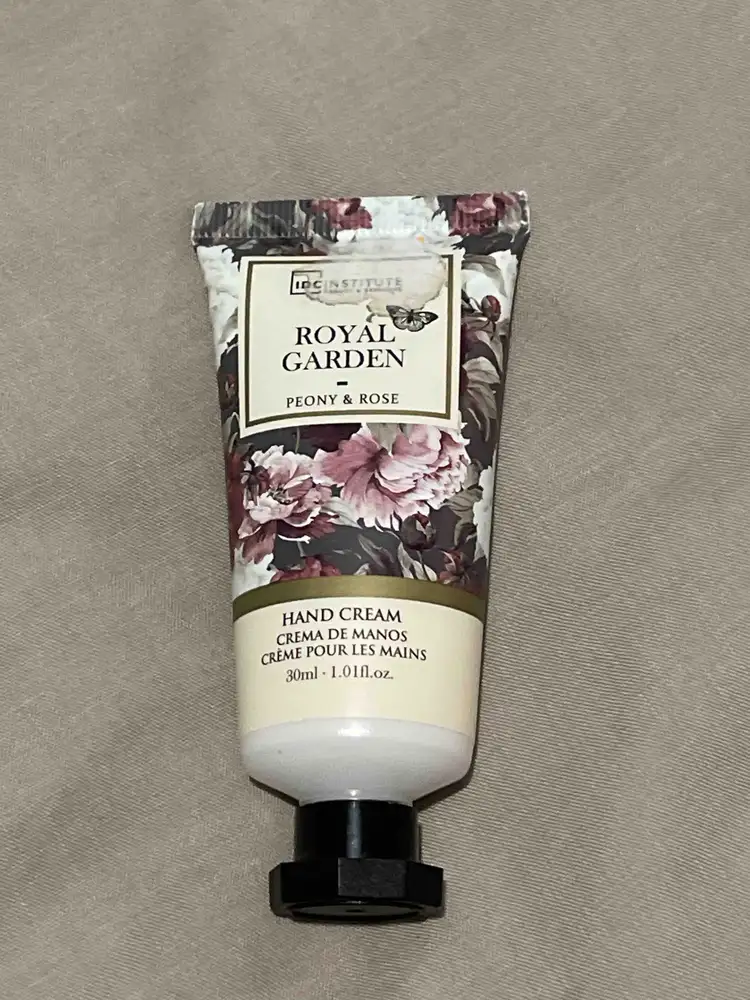 IDC INSTITUTE
ROYAL
GARDEN
-
PEONY & ROSE
HAND CREAM
CREMA DE MANOS
CRÈME POUR LES MAINS
30ml · 1.01fl.oz.